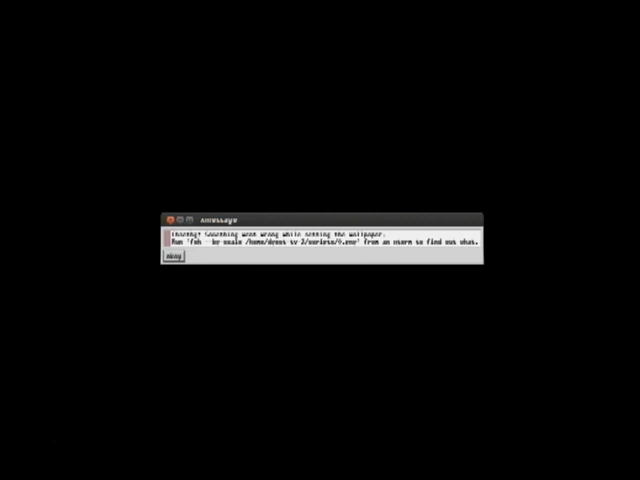 xmessage
Something went wrong while setting the wallpaper.
Run 'feh --bg-scale from an xterm to find out what.
okay